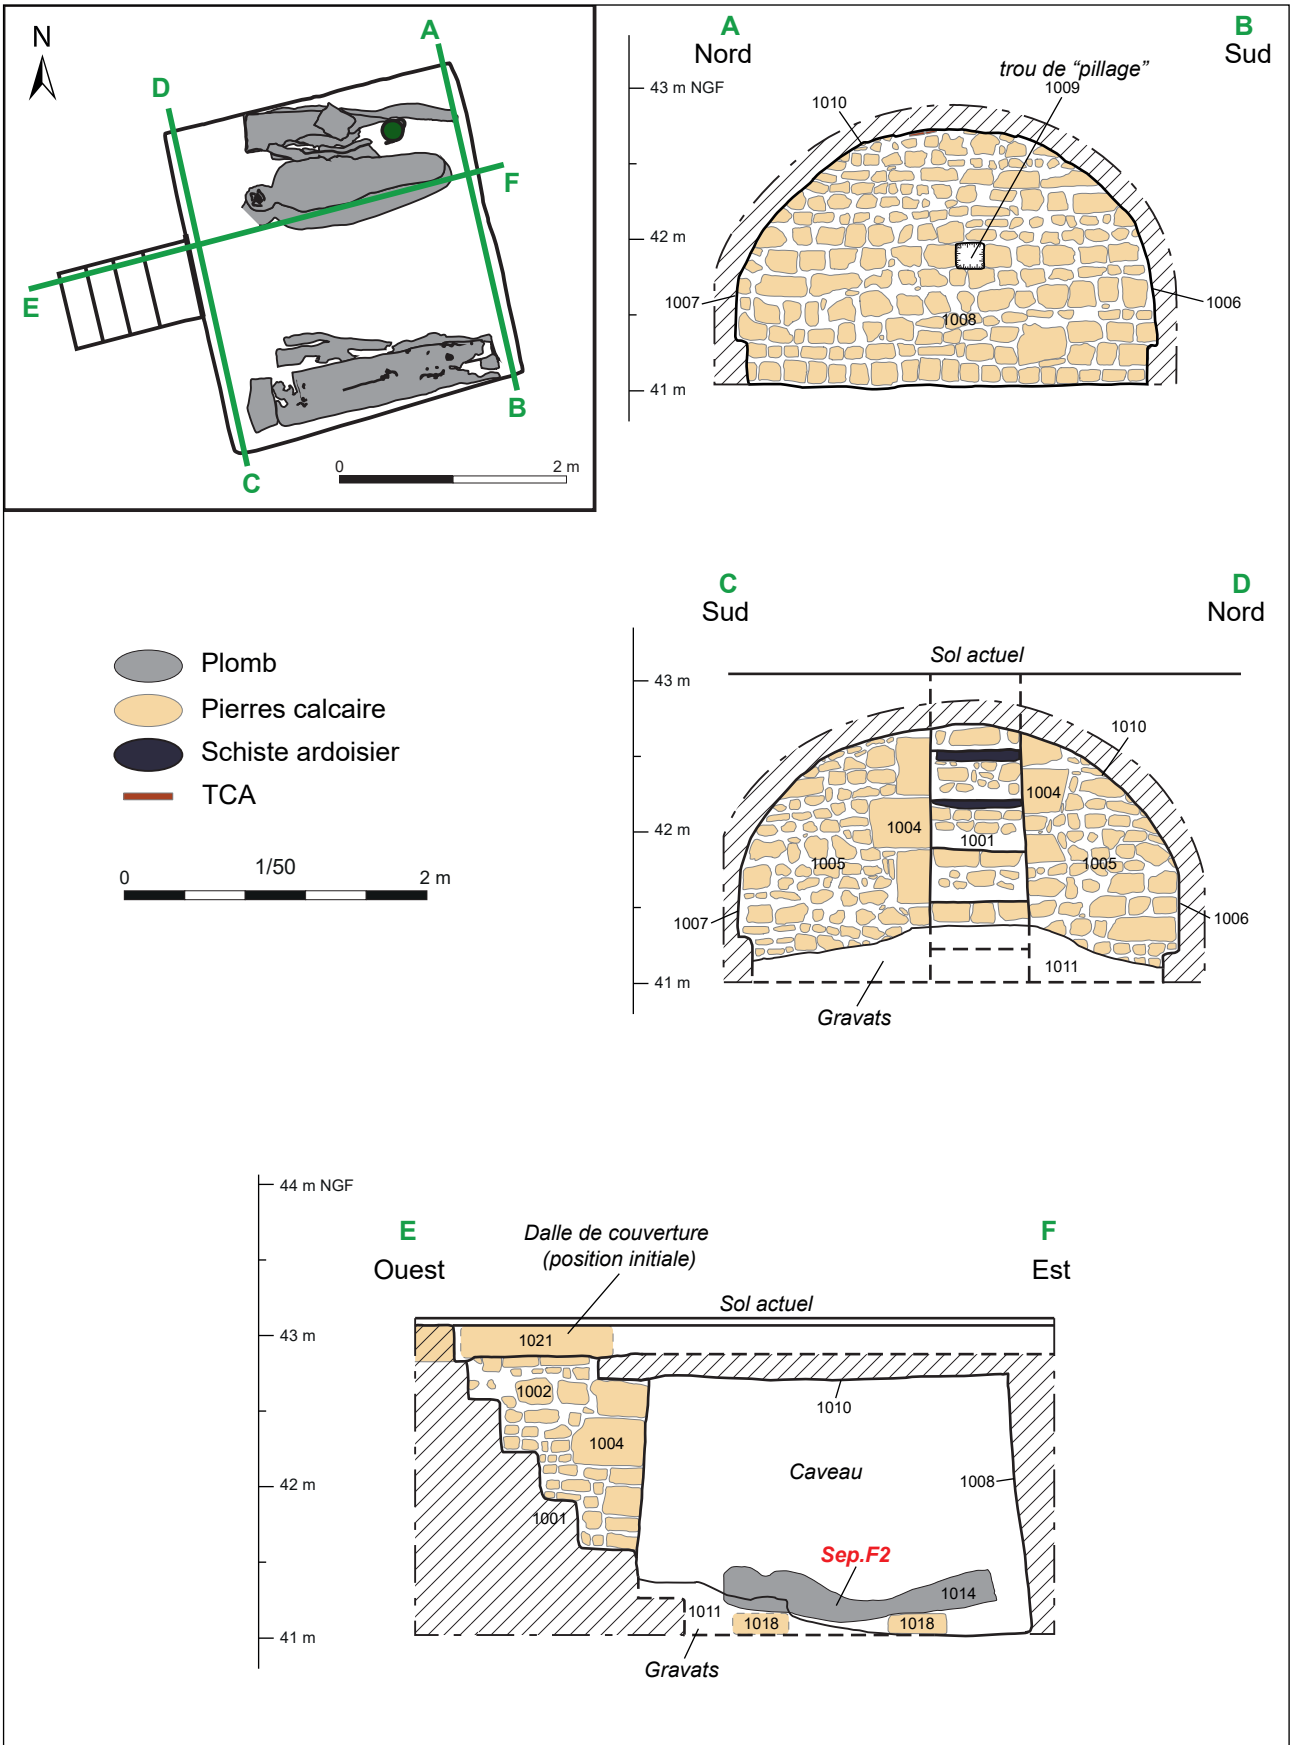 N
A
D
F
E
B
C
0 2 m
A
Nord
B
Sud
trou de “pillage”
1009
43 m NGF
1010
42 m
1007
1006
1008
41 m
C
Sud
D
Nord
Sol actuel
43 m
1010
1004
42 m
1004
1001
1005
1005
1007
1006
1011
41 m
Gravats
Plomb
Pierres calcaire
Schiste ardoisier
TCA
1/50
0 2 m
44 m NGF
E
Ouest
Dalle de couverture
(position initiale)
F
Est
Sol actuel
43 m
1021
1002
1010
1004
Caveau
1008
42 m
1001
Sep.F2
1014
1011
1018
1018
41 m
Gravats